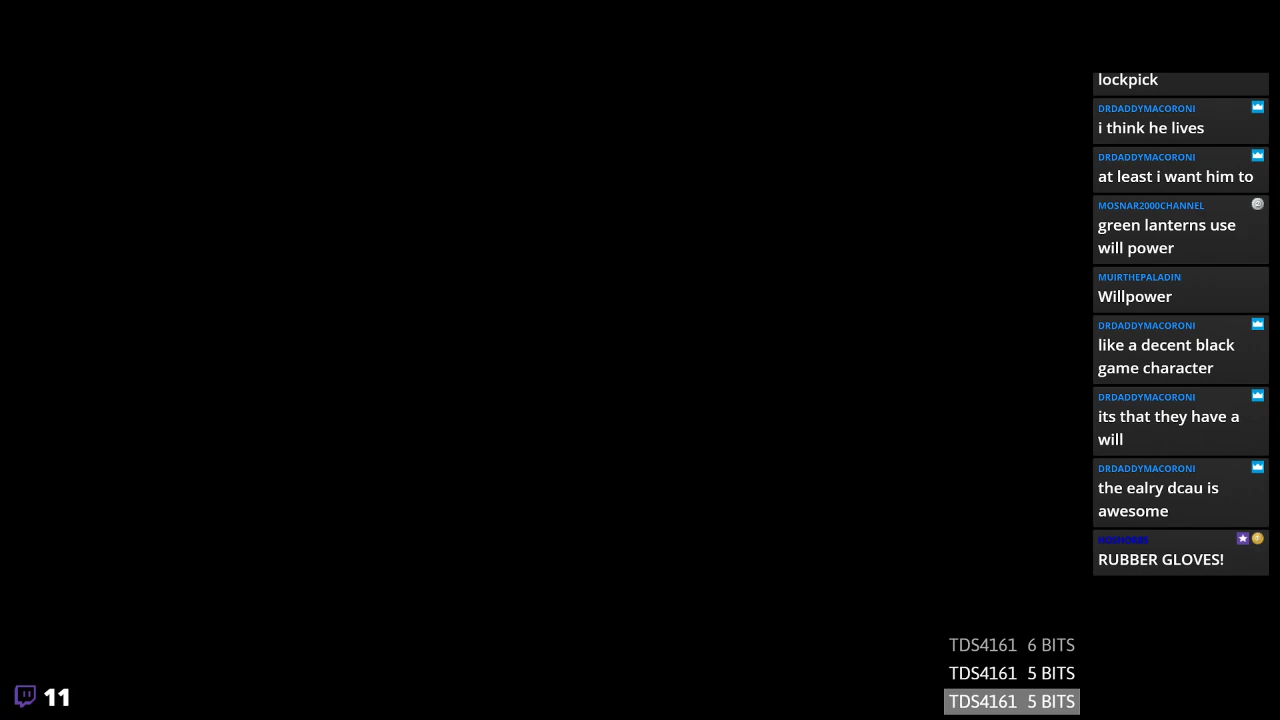 lockpick
DRDADDYMACORONI
i think he lives
DRDADDYMACORONI
at least i want him to
MOSNAR2000CHANNEL
green lanterns use
will power
MUIRTHEPALADIN
Willpower
DRDADDYMACORONI
like a decent black
game character
DRDADDYMACORONI
its that they have a
will
DRDADDYMACORONI
the ealry dcau is
awesome
RUBBER GLOVES!
TDS4161 6 BITS
TDS4161 5 BITS
TDS4161 5 BITS
11